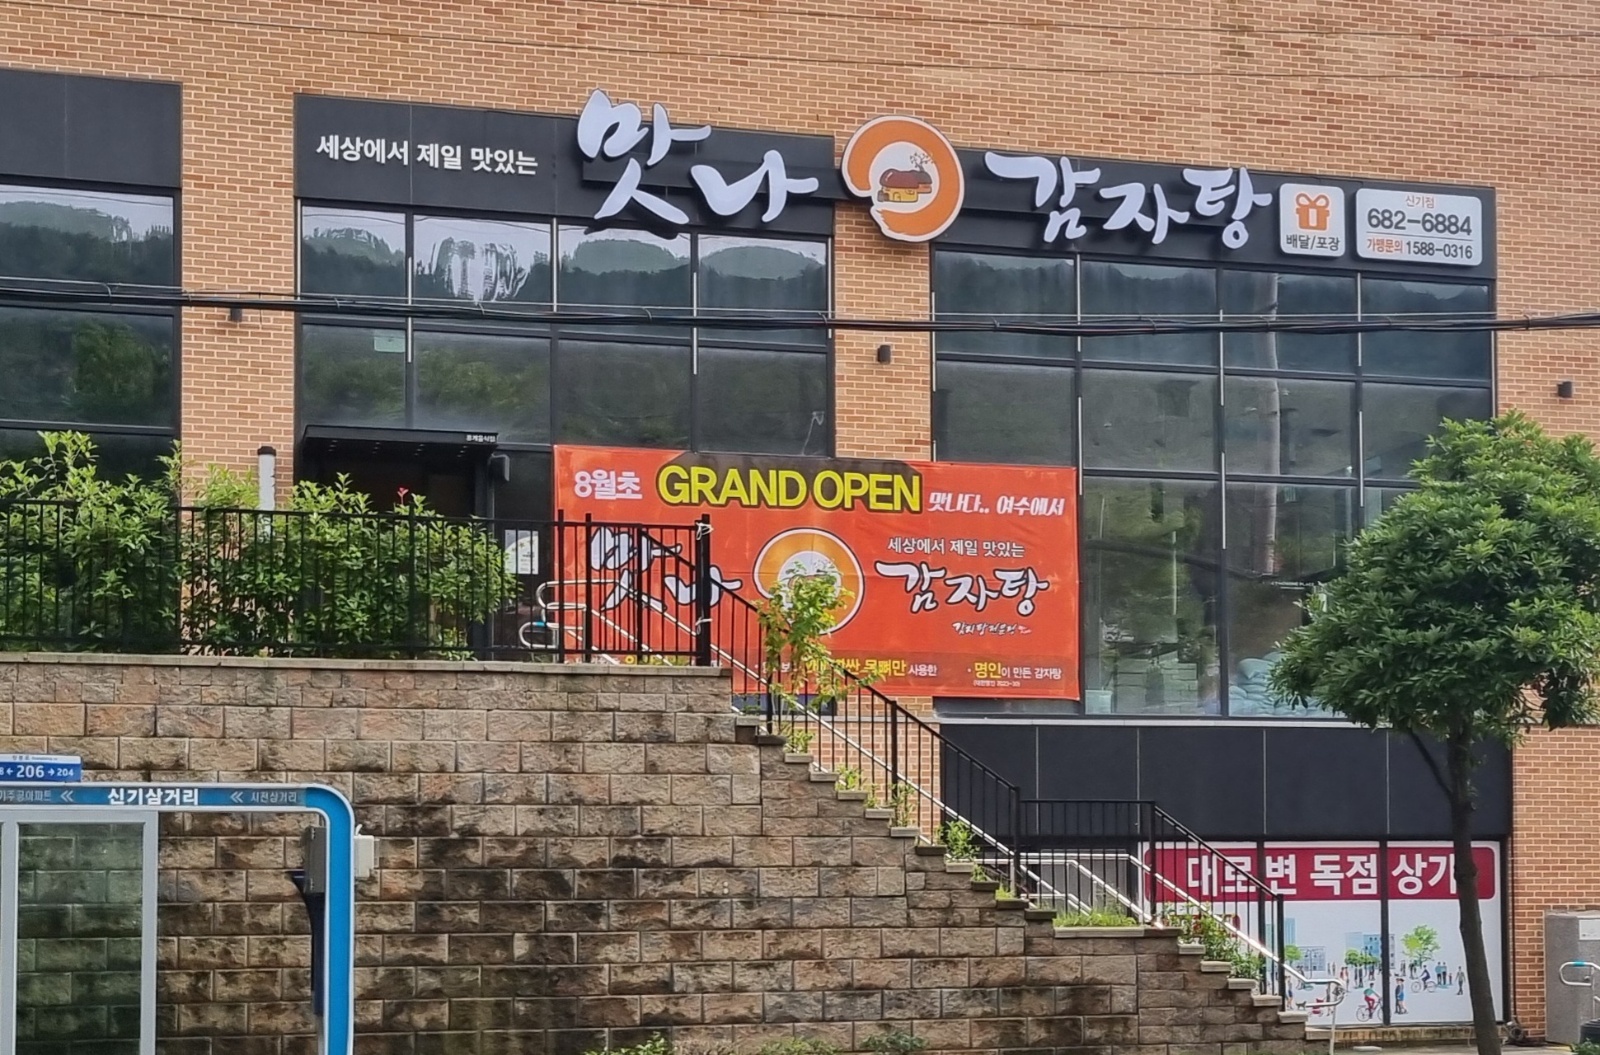 세상에서 제일 맛있는
맛나 감자탕
배달/포장
신기점
682-6884
가맹문의 1588-0316
8월초 GRAND OPEN 맛나다.. 여수에서
세상에서 제일 맛있는
맛나 감자탕
목뼈만 사용한
· 명인이 만든 감자탕
206 → 204
신기삼거리
시전삼거리
대로변 독점 상가